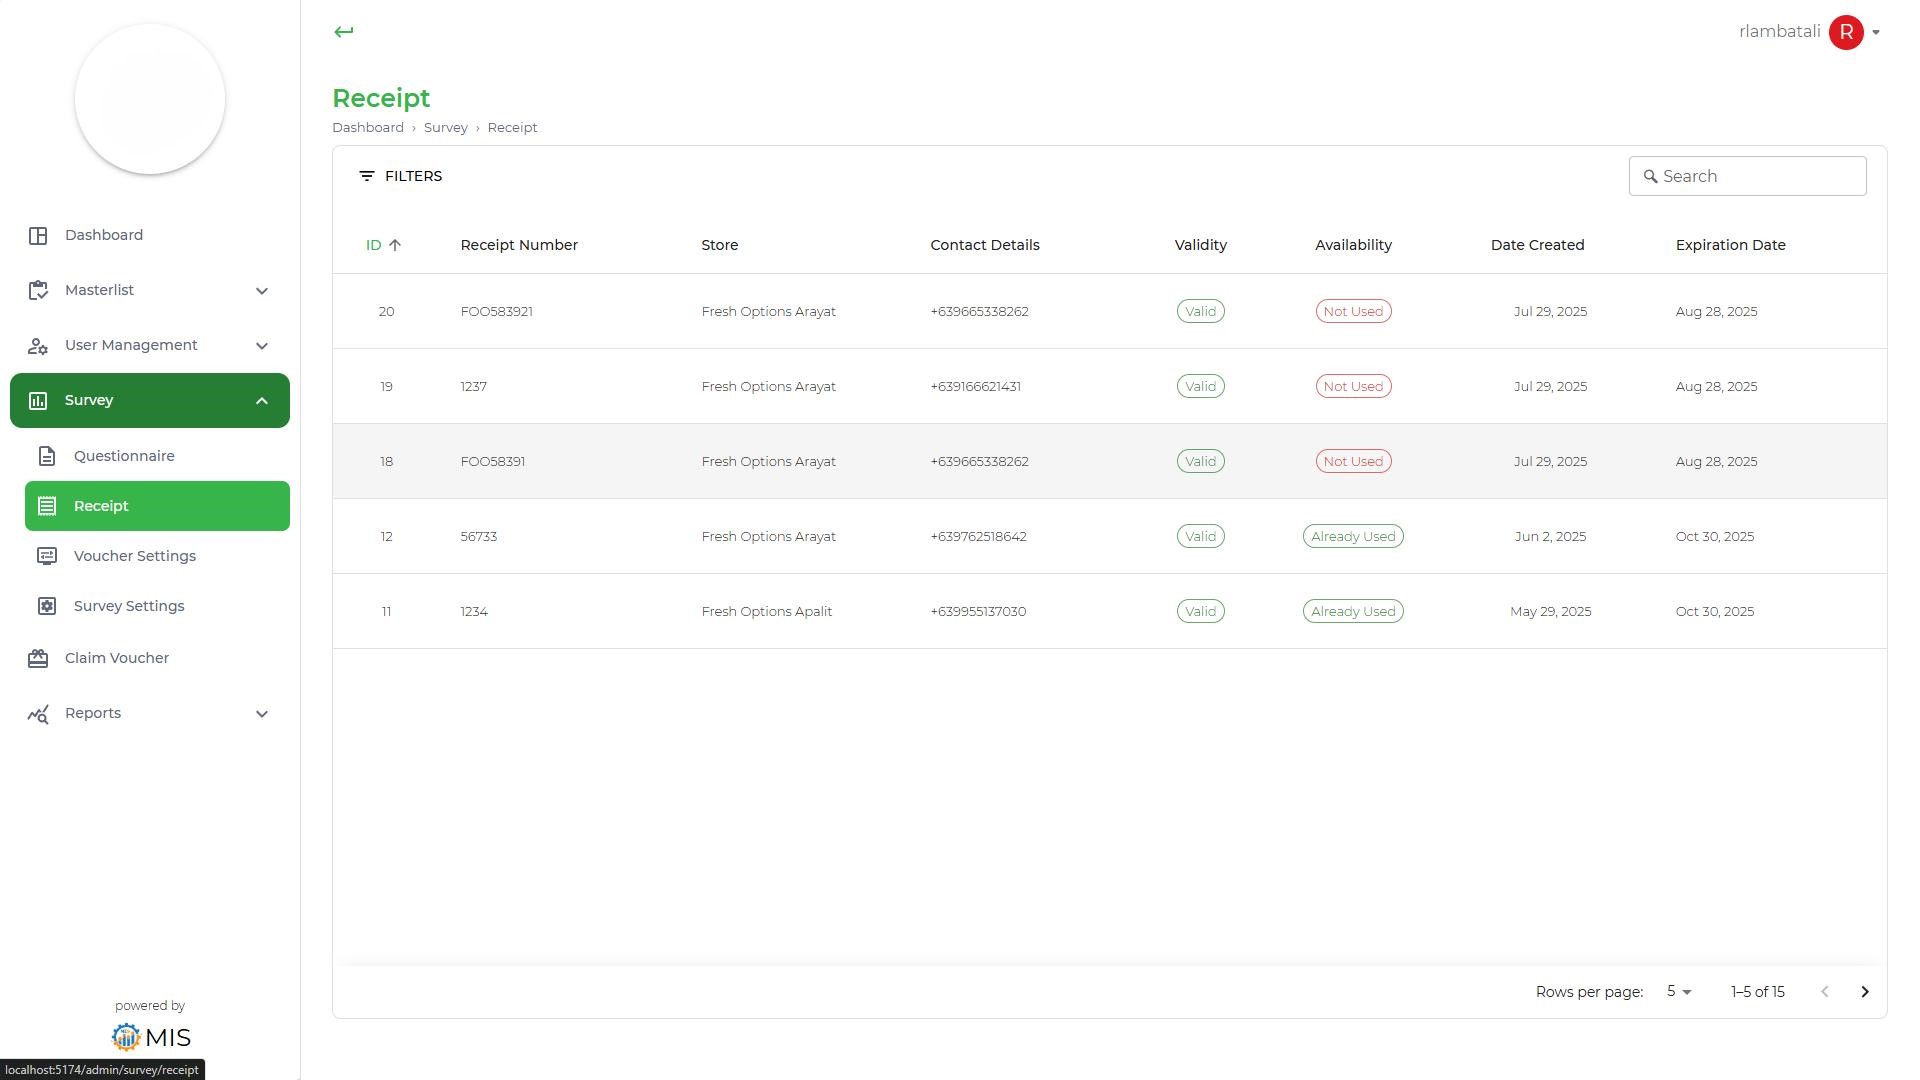 rlambatali R
Receipt
Dashboard › Survey › Receipt
FILTERS
Search
Dashboard
Masterlist
User Management
Survey
Questionnaire
Receipt
Voucher Settings
Survey Settings
Claim Voucher
Reports
ID Receipt Number Store Contact Details Validity Availability Date Created Expiration Date
20 FOO583921 Fresh Options Arayat +639665338262 Valid Not Used Jul 29, 2025 Aug 28, 2025
19 1237 Fresh Options Arayat +639166621431 Valid Not Used Jul 29, 2025 Aug 28, 2025
18 FOO58391 Fresh Options Arayat +639665338262 Valid Not Used Jul 29, 2025 Aug 28, 2025
12 56733 Fresh Options Arayat +639762518642 Valid Already Used Jun 2, 2025 Oct 30, 2025
11 1234 Fresh Options Apalit +639955137030 Valid Already Used May 29, 2025 Oct 30, 2025
Rows per page: 5 1–5 of 15
powered by
MIS
localhost:5174/admin/survey/receipt